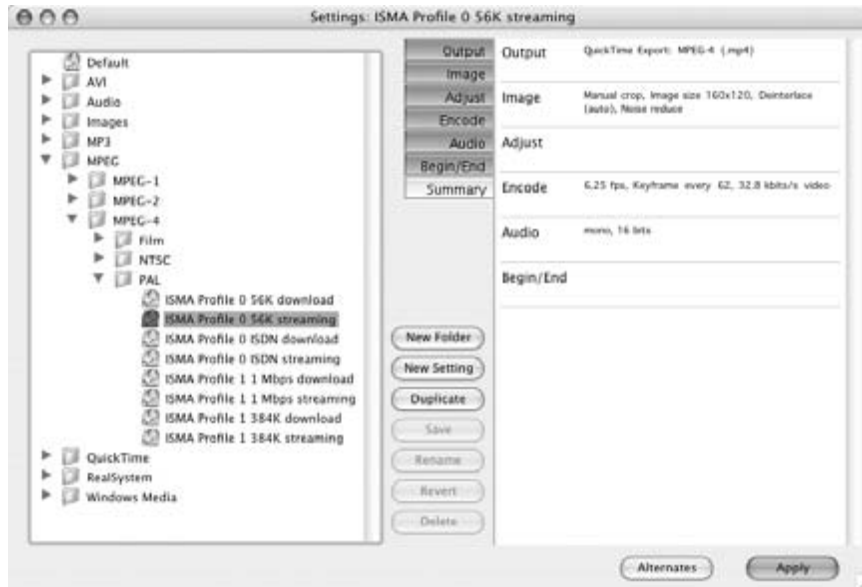 Settings: ISMA Profile 0 56K streaming
Default
AVI
Audio
Images
MP3
MPEG
MPEG-1
MPEG-2
MPEG-4
Film
NTSC
PAL
ISMA Profile 0 56K download
ISMA Profile 0 56K streaming
ISMA Profile 0 ISDN download
ISMA Profile 0 ISDN streaming
ISMA Profile 1 1 Mbps download
ISMA Profile 1 1 Mbps streaming
ISMA Profile 1 384K download
ISMA Profile 1 384K streaming
QuickTime
RealSystem
Windows Media
Output
Image
Adjust
Encode
Audio
Begin/End
Summary
New Folder
New Setting
Duplicate
Save
Rename
Revert
Delete
Output QuickTime Export: MPEG-4 (.mp4)
Image Manual crop, Image size 160x120, Deinterlace
(auto), Noise reduce
Adjust
Encode 6.25 fps, Keyframe every 62, 32.8 kbits/s video
Audio mono, 16 bits
Begin/End
Alternates
Apply